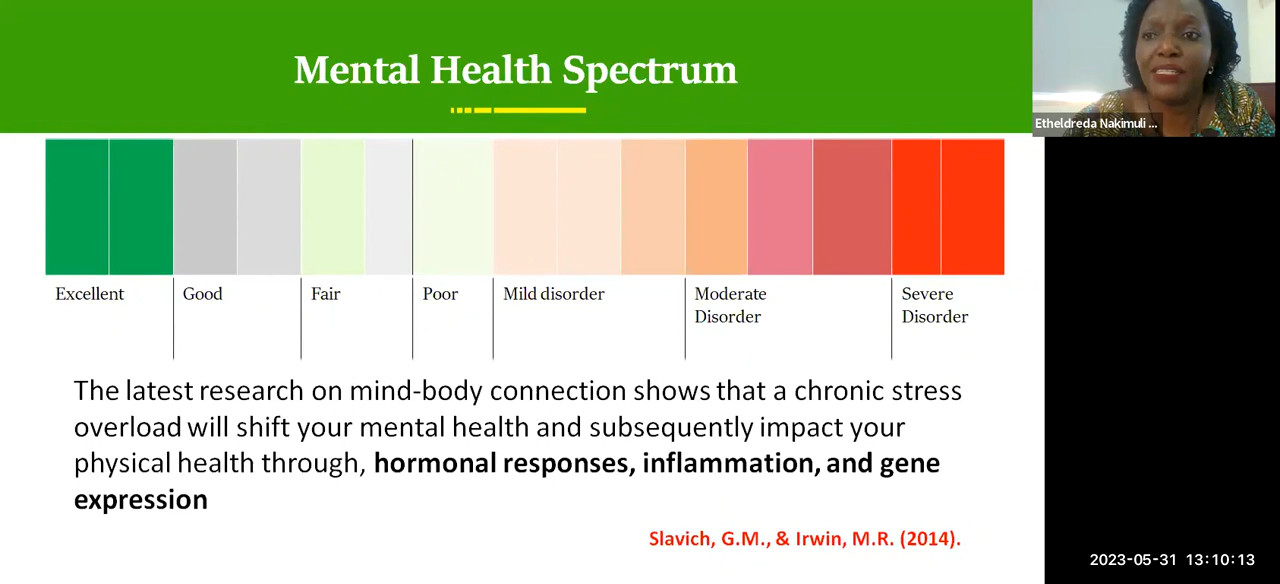 Mental Health Spectrum
Etheldreda Nakimuli ...
Excellent
Good
Fair
Poor
Mild disorder
Moderate
Disorder
Severe
Disorder
The latest research on mind-body connection shows that a chronic stress
overload will shift your mental health and subsequently impact your
physical health through, hormonal responses, inflammation, and gene
expression
Slavich, G.M., & Irwin, M.R. (2014).
2023-05-31 13:10:13